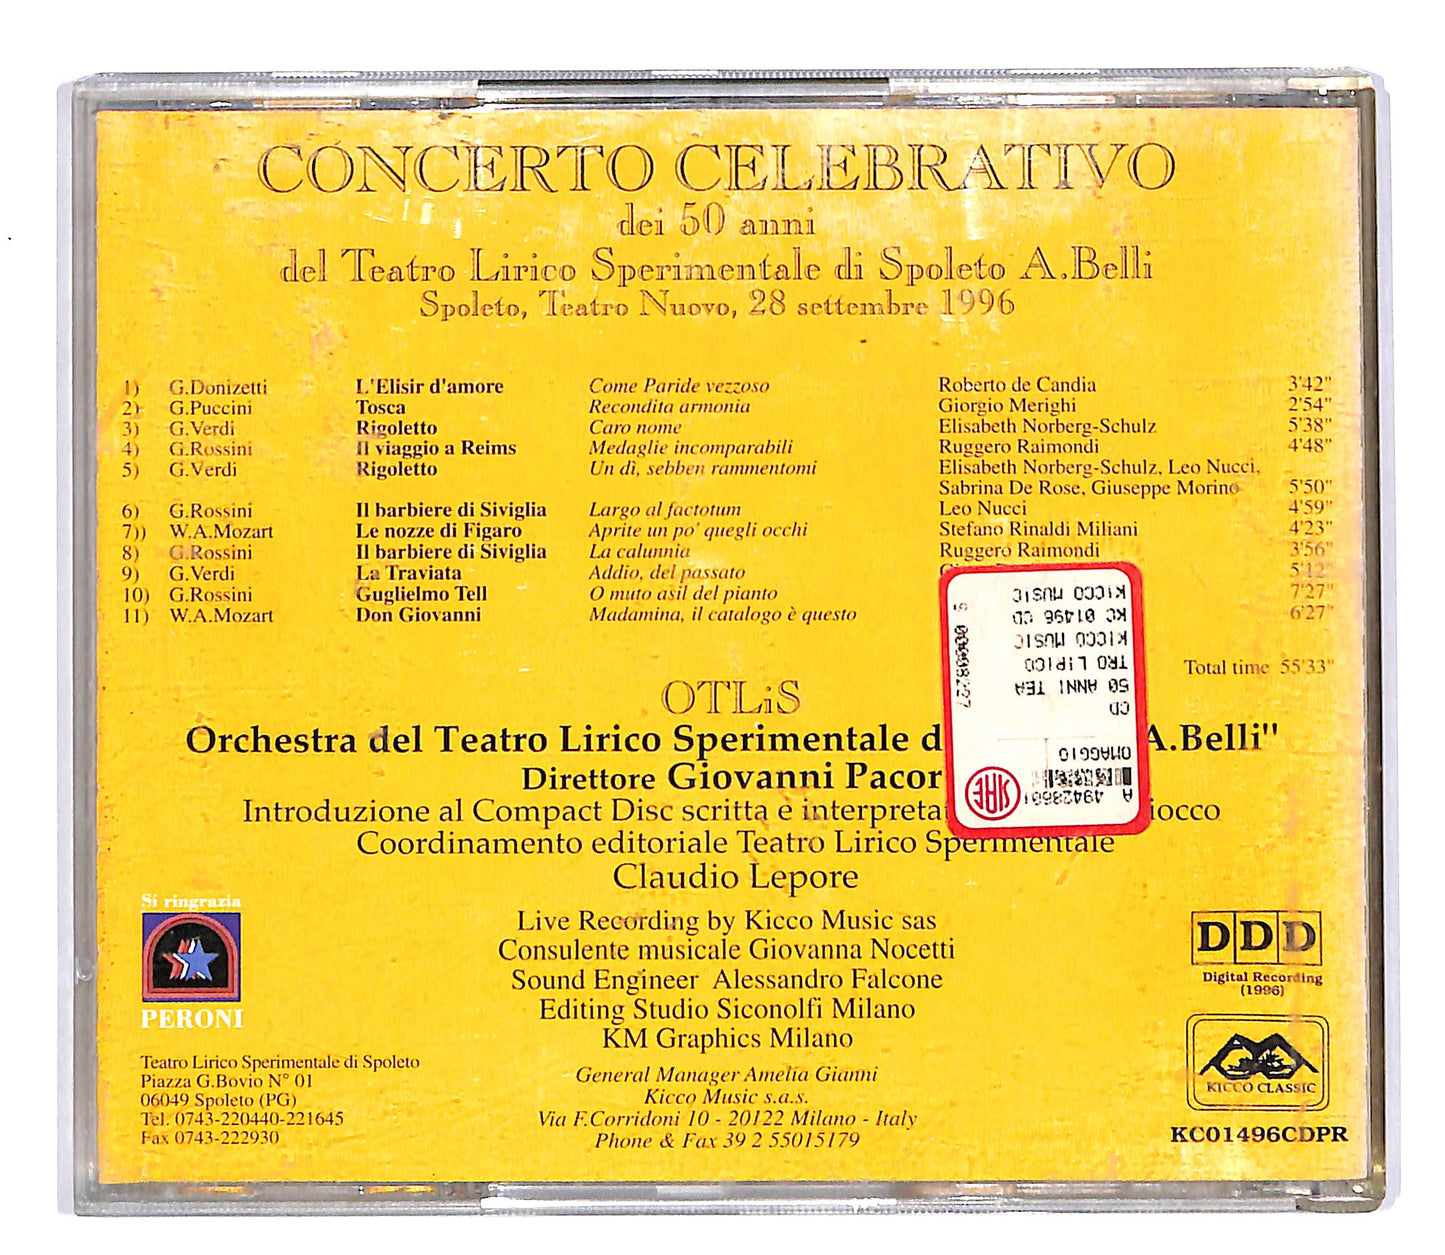 CONCERTO CELEBRATIVO
dei 50 anni
del Teatro Lirico Sperimentale di Spoleto A.Belli
Spoleto, Teatro Nuovo, 28 settembre 1996
1) G.Donizetti L'Elisir d'amore Come Paride vezzoso Roberto de Candia 3'42"
2) G.Puccini Tosca Recondita armonia Giorgio Merighi 2'54"
3) G.Verdi Rigoletto Caro nome Elisabeth Norberg-Schulz 5'38"
4) G.Rossini Il viaggio a Reims Medaglie incomparabili Ruggero Raimondi 4'48"
5) G.Verdi Rigoletto Un dì, sebben rammentomi Elisabeth Norberg-Schulz, Leo Nucci,
Sabrina De Rose, Giuseppe Morino 5'50"
6) G.Rossini Il barbiere di Siviglia Largo al factotum Leo Nucci 4'59"
7)) W.A.Mozart Le nozze di Figaro Aprite un po' quegli occhi Stefano Rinaldi Miliani 4'23"
8) G.Rossini Il barbiere di Siviglia La calunnia Ruggero Raimondi 3'56"
9) G.Verdi La Traviata Addio, del passato 5'12"
10) G.Rossini Guglielmo Tell O muto asil del pianto 7'27"
11) W.A.Mozart Don Giovanni Madamina, il catalogo è questo 6'27"
Total time 55'33"
OTLiS
Orchestra del Teatro Lirico Sperimentale d A.Belli"
Direttore Giovanni Pacor
Introduzione al Compact Disc scritta e interpreta iocco
Coordinamento editoriale Teatro Lirico Sperimentale
Claudio Lepore
A 49428601
OMAGGIO
CD
50 ANNI TEA
TRO LIRICO
KICCO MUSIC
KC 01496 CD
KICCO MUSIC
G 00008227
SIAE
Si ringrazia
PERONI
Live Recording by Kicco Music sas
Consulente musicale Giovanna Nocetti
Sound Engineer Alessandro Falcone
Editing Studio Siconolfi Milano
KM Graphics Milano
DDD
Digital Recording
(1996)
KICCO CLASSIC
KC01496CDPR
Teatro Lirico Sperimentale di Spoleto
Piazza G.Bovio N° 01
06049 Spoleto (PG)
Tel. 0743-220440-221645
Fax 0743-222930
General Manager Amelia Gianni
Kicco Music s.a.s.
Via F.Corridoni 10 - 20122 Milano - Italy
Phone & Fax 39 2 55015179